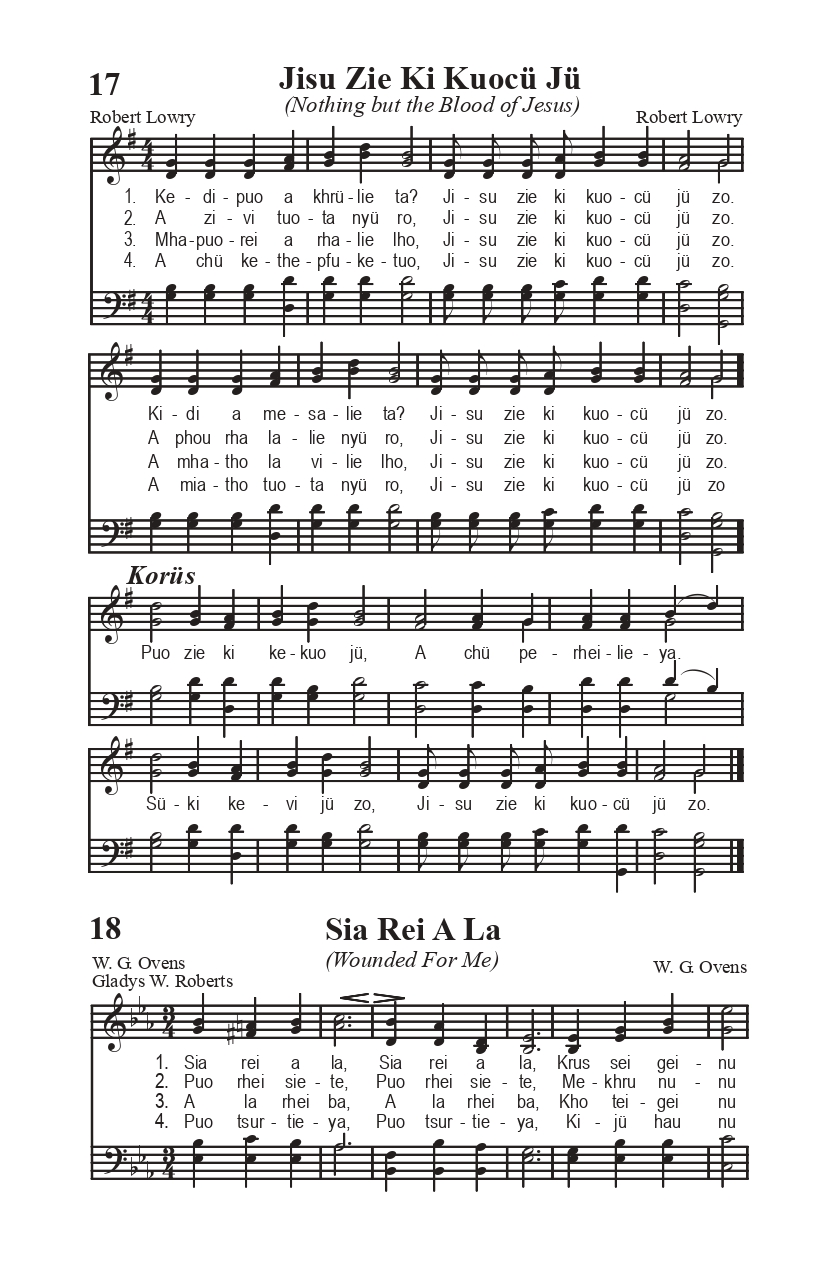 17 Jisu Zie Ki Kuocü Jü
(Nothing but the Blood of Jesus)
Robert Lowry Robert Lowry
1. Ke - di - puo a khrü - lie ta? Ji - su zie ki kuo - cü jü zo.
2. A zi - vi tuo - ta nyü ro, Ji - su zie ki kuo - cü jü zo.
3. Mha - puo - rei a rha - lie lho, Ji - su zie ki kuo - cü jü zo.
4. A chü ke - the - pfu - ke - tuo, Ji - su zie ki kuo - cü jü zo.
Ki - di a me - sa - lie ta? Ji - su zie ki kuo - cü jü zo.
A phou rha la - lie nyü ro, Ji - su zie ki kuo - cü jü zo.
A mha - tho la vi - lie lho, Ji - su zie ki kuo - cü jü zo.
A mia - tho tuo - ta nyü ro, Ji - su zie ki kuo - cü jü zo
Korüs
Puo zie ki ke - kuo jü, A chü pe - rhei - lie - ya.
Sü - ki ke - vi jü zo, Ji - su zie ki kuo - cü jü zo.
18 Sia Rei A La
(Wounded For Me)
W. G. Ovens W. G. Ovens
Gladys W. Roberts
1. Sia rei a la, Sia rei a la, Krus sei gei - nu
2. Puo rhei sie - te, Puo rhei sie - te, Me - khru nu - nu
3. A la rhei ba, A la rhei ba, Kho tei - gei nu
4. Puo tsur - tie - ya, Puo tsur - tie - ya, Ki - jü hau nu